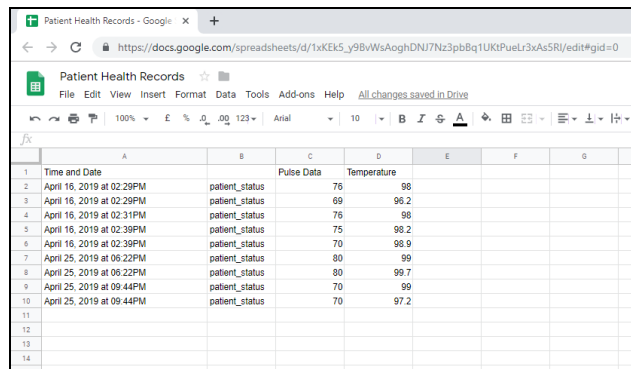 Patient Health Records - Google
https://docs.google.com/spreadsheets/d/1xKEk5_y9BvWsAoghDNJ7Nz3pbBq1UKtPueLr3xAs5RI/edit#gid=0
Patient Health Records
File Edit View Insert Format Data Tools Add-ons Help All changes saved in Drive
100% £ % .0 .00 123 Arial 10 B I S A
fx
A B C D E F G
1 Time and Date Pulse Data Temperature
2 April 16, 2019 at 02:29PM patient_status 76 98
3 April 16, 2019 at 02:29PM patient_status 69 96.2
4 April 16, 2019 at 02:31PM patient_status 76 98
5 April 16, 2019 at 02:39PM patient_status 75 98.2
6 April 16, 2019 at 02:39PM patient_status 70 98.9
7 April 25, 2019 at 06:22PM patient_status 80 99
8 April 25, 2019 at 06:22PM patient_status 80 99.7
9 April 25, 2019 at 09:44PM patient_status 70 99
10 April 25, 2019 at 09:44PM patient_status 70 97.2
11
12
13
14